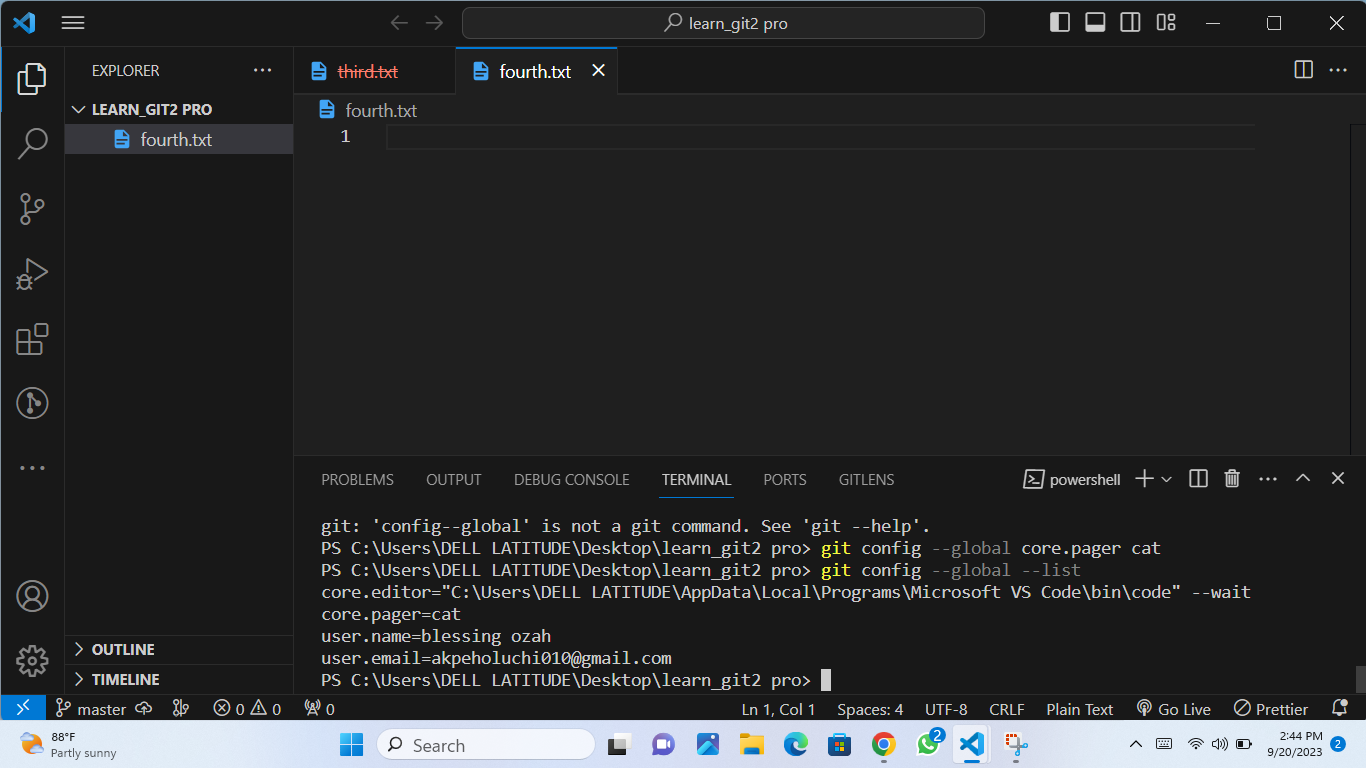 learn_git2 pro
EXPLORER
LEARN_GIT2 PRO
fourth.txt
OUTLINE
TIMELINE
third.txt
fourth.txt
fourth.txt
1
PROBLEMS OUTPUT DEBUG CONSOLE TERMINAL PORTS GITLENS powershell
git: 'config--global' is not a git command. See 'git --help'.
PS C:\Users\DELL LATITUDE\Desktop\learn_git2 pro> git config --global core.pager cat
PS C:\Users\DELL LATITUDE\Desktop\learn_git2 pro> git config --global --list
core.editor="C:\Users\DELL LATITUDE\AppData\Local\Programs\Microsoft VS Code\bin\code" --wait
core.pager=cat
user.name=blessing ozah
user.email=akpeholuchi010@gmail.com
PS C:\Users\DELL LATITUDE\Desktop\learn_git2 pro>
master 0 0 0 Ln 1, Col 1 Spaces: 4 UTF-8 CRLF Plain Text Go Live Prettier
88°F
Partly sunny
Search
2
2:44 PM
9/20/2023
2